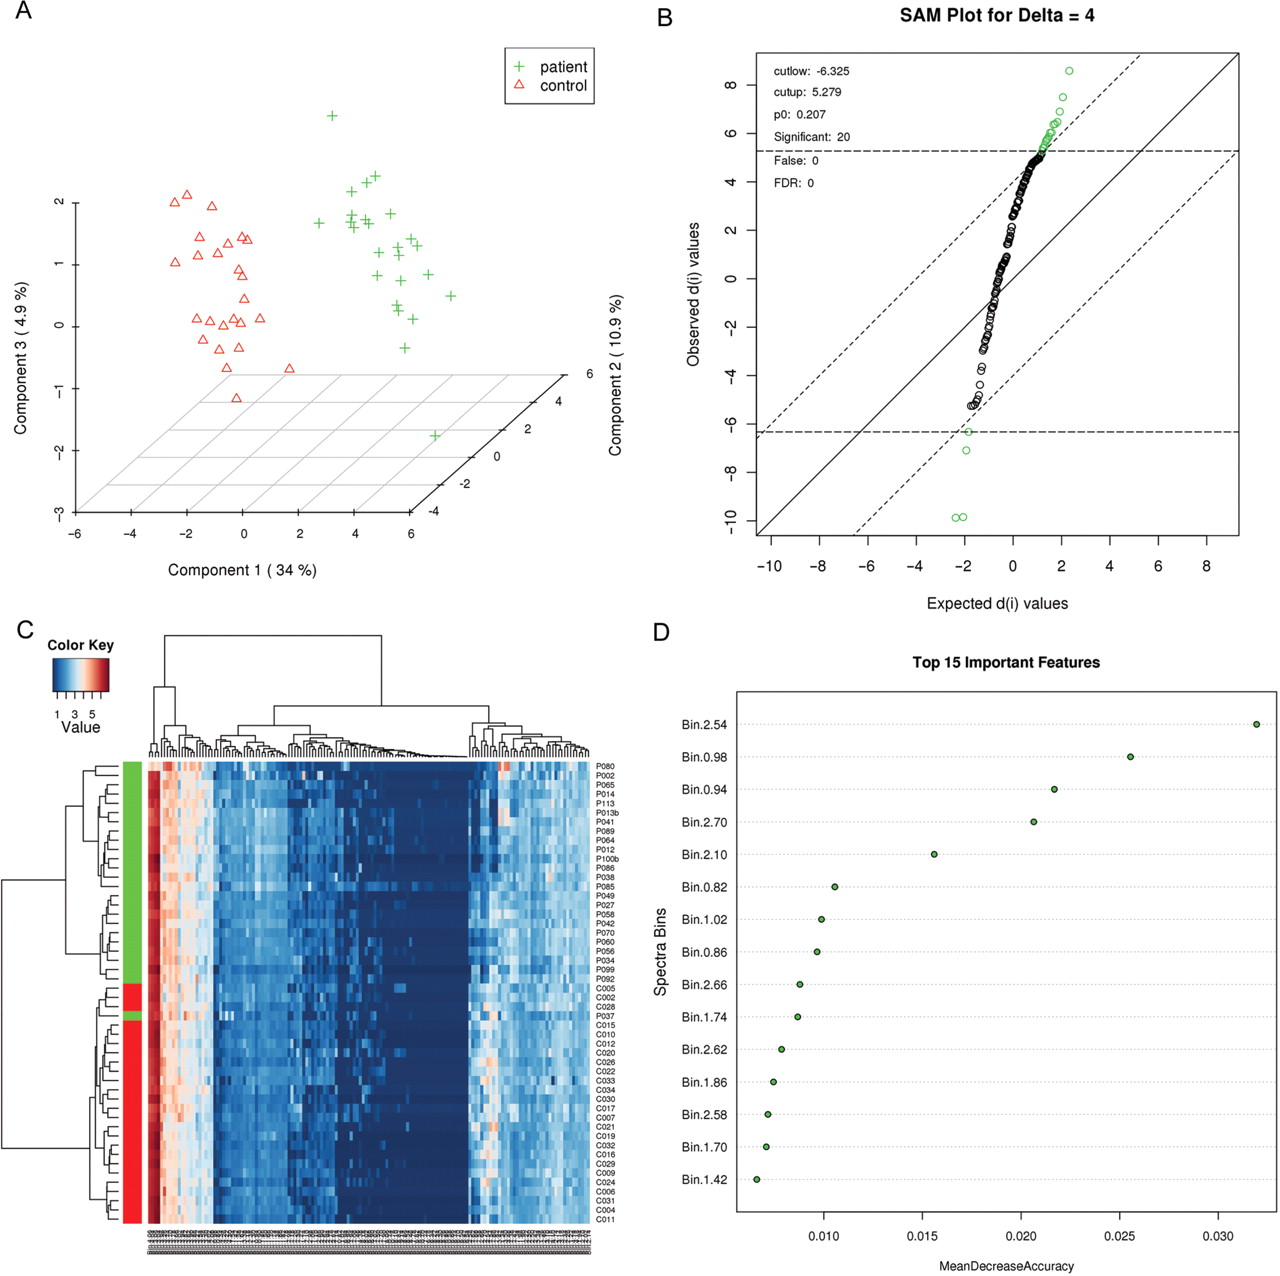 A
patient
control
Component 3 ( 4.9 %)
2
1
0
−1
−2
−3
−6
−4
−2
0
2
4
6
Component 1 ( 34 %)
-4
-2
0
2
4
6
Component 2 ( 10.9 %)
B
SAM Plot for Delta = 4
cutlow: -6.325
cutup: 5.279
p0: 0.207
Significant: 20
False: 0
FDR: 0
Observed d(i) values
8
6
4
2
0
−2
−4
−6
−8
−10
−10
−8
−6
−4
−2
0
2
4
6
8
Expected d(i) values
C
Color Key
1 3 5
Value
P080
P002
P065
P014
P113
P013b
P041
P089
P064
P012
P100b
P086
P038
P085
P049
P027
P058
P042
P070
P060
P056
P034
P099
P092
C005
C002
C028
P037
C015
C010
C012
C020
C026
C022
C033
C034
C030
C017
C007
C021
C019
C032
C016
C029
C009
C024
C006
C031
C004
C011
D
Top 15 Important Features
Spectra Bins
Bin.2.54
Bin.0.98
Bin.0.94
Bin.2.70
Bin.2.10
Bin.0.82
Bin.1.02
Bin.0.86
Bin.2.66
Bin.1.74
Bin.2.62
Bin.1.86
Bin.2.58
Bin.1.70
Bin.1.42
0.010
0.015
0.020
0.025
0.030
MeanDecreaseAccuracy